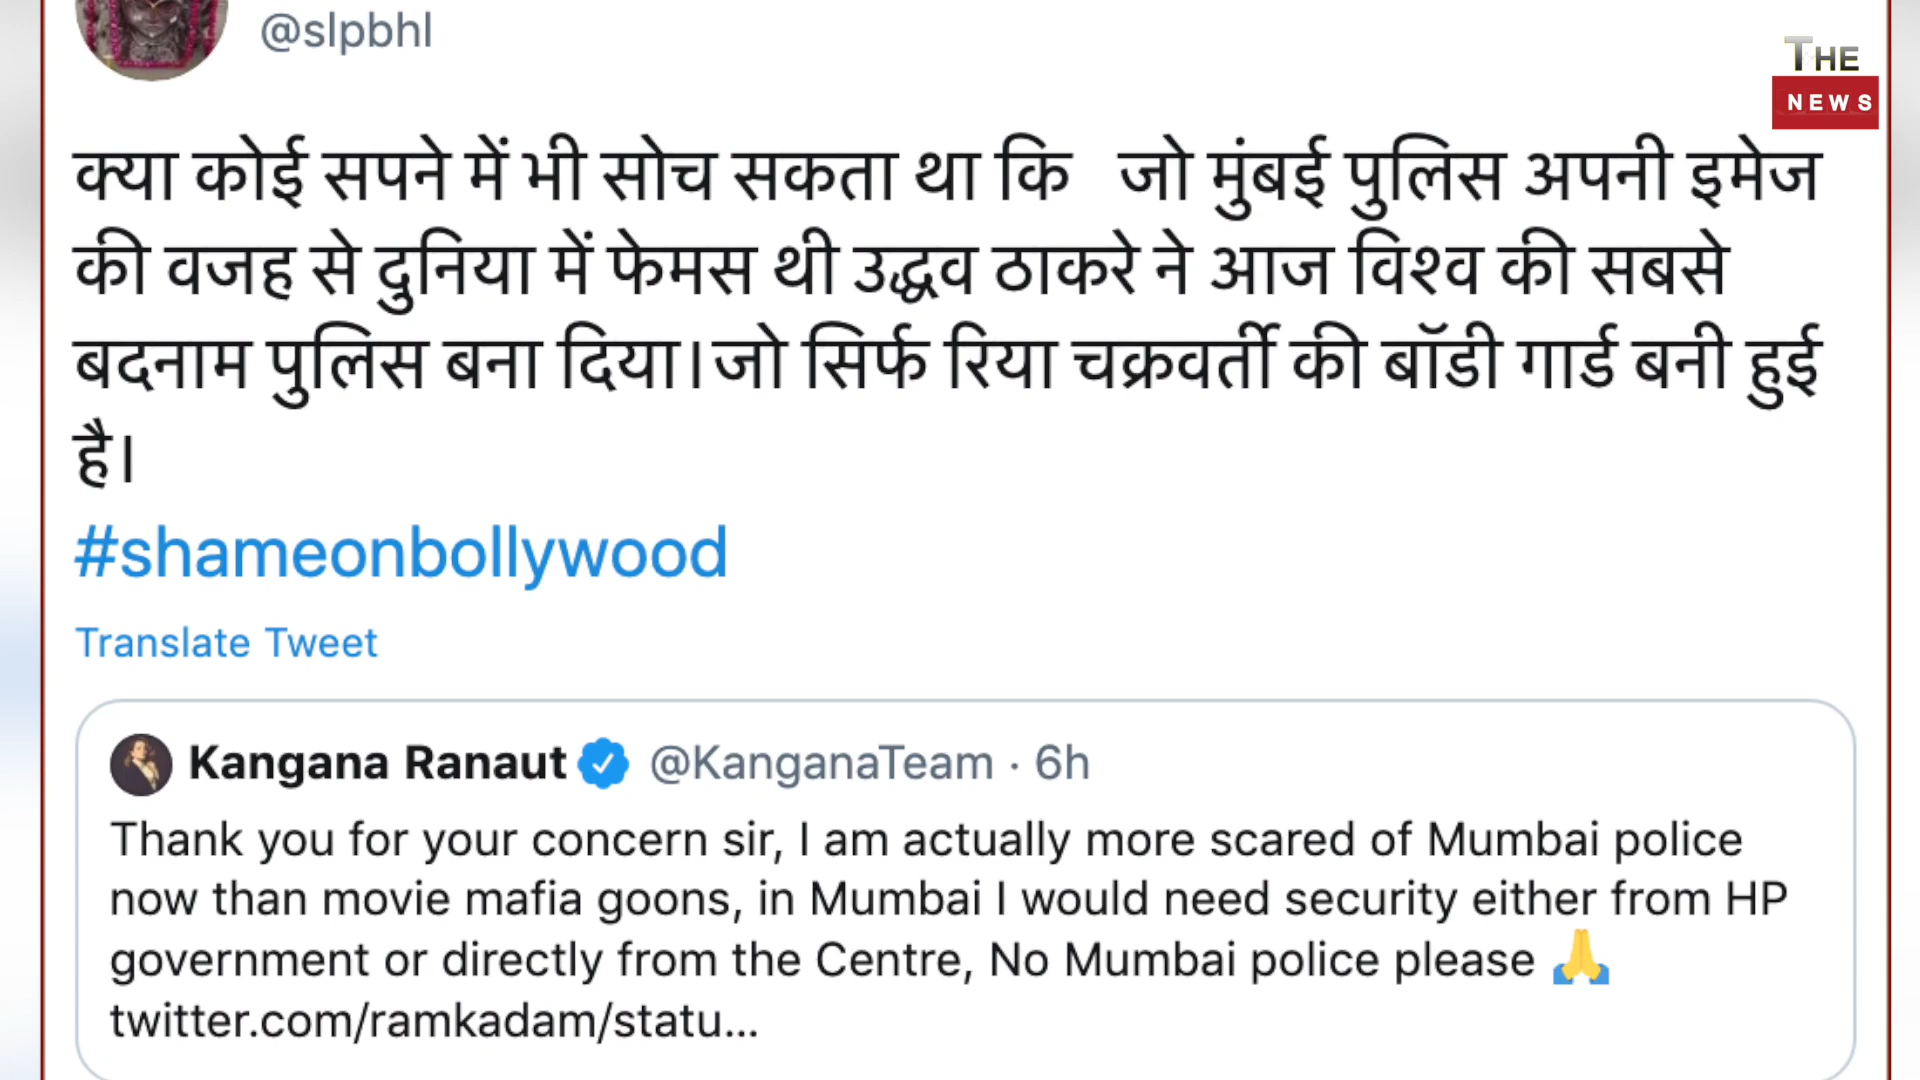 @slpbhl
THE
NEWS
क्या कोई सपने में भी सोच सकता था कि जो मुंबई पुलिस अपनी इमेज
की वजह से दुनिया में फेमस थी उद्धव ठाकरे ने आज विश्व की सबसे
बदनाम पुलिस बना दिया।जो सिर्फ रिया चक्रवर्ती की बॉडी गार्ड बनी हुई
है।
#shameonbollywood
Translate Tweet
Kangana Ranaut @KanganaTeam · 6h
Thank you for your concern sir, I am actually more scared of Mumbai police
now than movie mafia goons, in Mumbai I would need security either from HP
government or directly from the Centre, No Mumbai police please 🙏
twitter.com/ramkadam/statu...